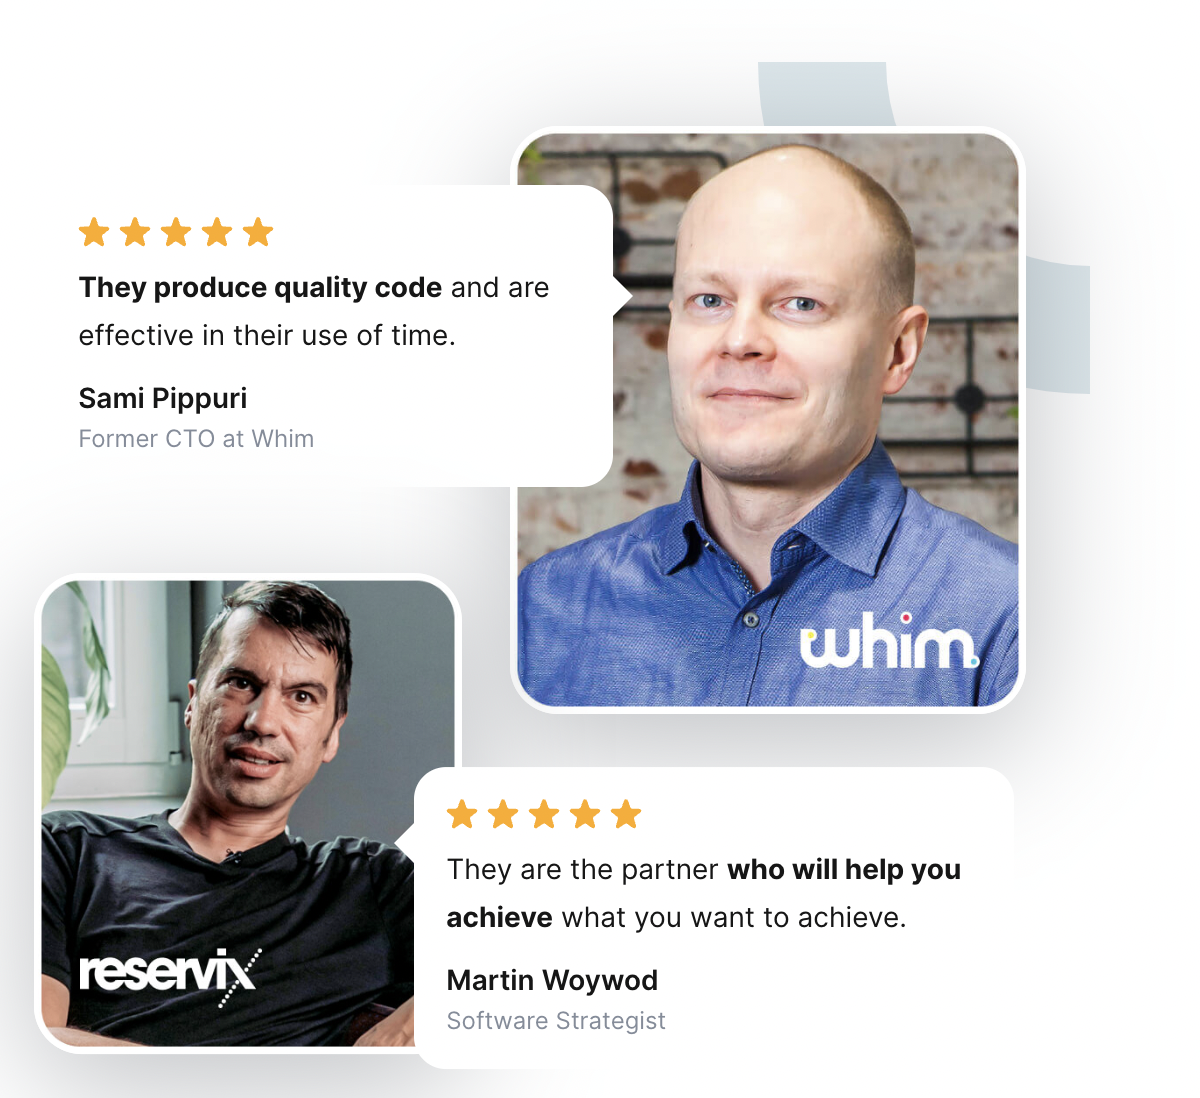 They produce quality code and are
effective in their use of time.
Sami Pippuri
Former CTO at Whim
whim
They are the partner who will help you
achieve what you want to achieve.
Martin Woywod
Software Strategist
reservix